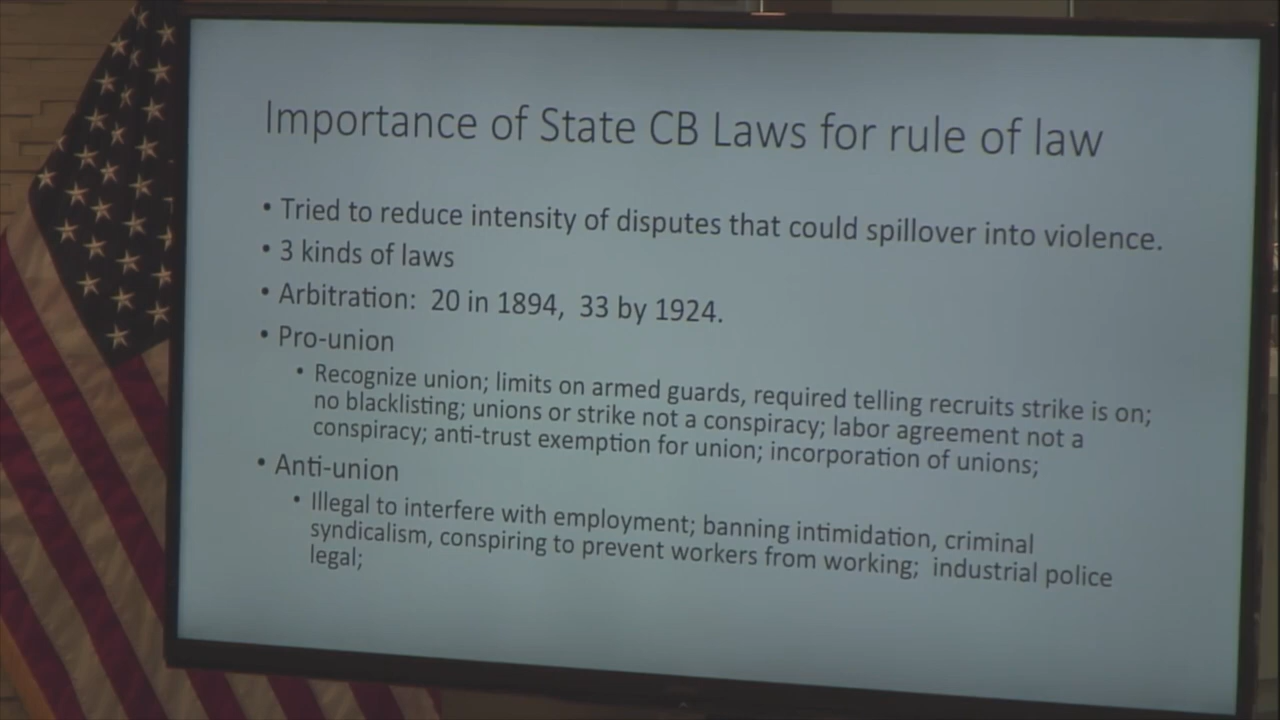 Importance of State CB Laws for rule of law
• Tried to reduce intensity of disputes that could spillover into violence.
• 3 kinds of laws
• Arbitration: 20 in 1894, 33 by 1924.
• Pro-union
• Recognize union; limits on armed guards, required telling recruits strike is on;
no blacklisting; unions or strike not a conspiracy; labor agreement not a
conspiracy; anti-trust exemption for union; incorporation of unions;
• Anti-union
• Illegal to interfere with employment; banning intimidation, criminal
syndicalism, conspiring to prevent workers from working; industrial police
legal;